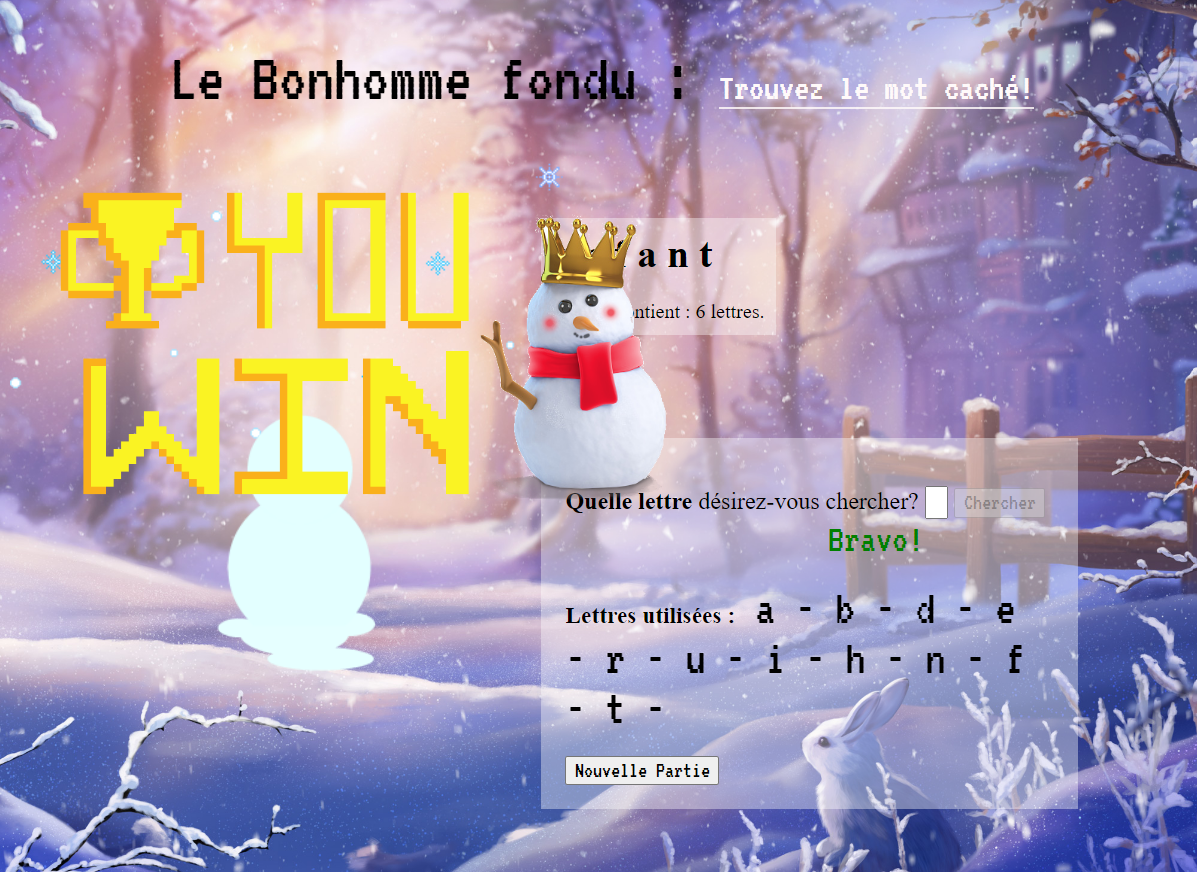 Le Bonhomme fondu : Trouvez le mot caché!
YOU
WIN
a n t
ntient : 6 lettres.
Quelle lettre désirez-vous chercher? Chercher
Bravo!
Lettres utilisées : a - b - d - e
- r - u - i - h - n - f
- t -
Nouvelle Partie